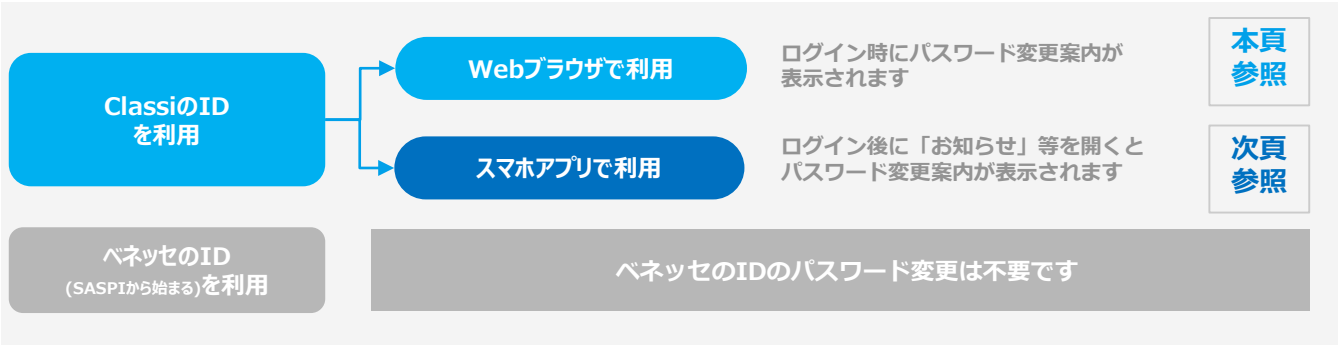 ClassiのID
を利用
Webブラウザで利用
ログイン時にパスワード変更案内が
表示されます
本頁
参照
スマホアプリで利用
ログイン後に「お知らせ」等を開くと
パスワード変更案内が表示されます
次頁
参照
ベネッセのID
(SASPIから始まる)を利用
ベネッセのIDのパスワード変更は不要です